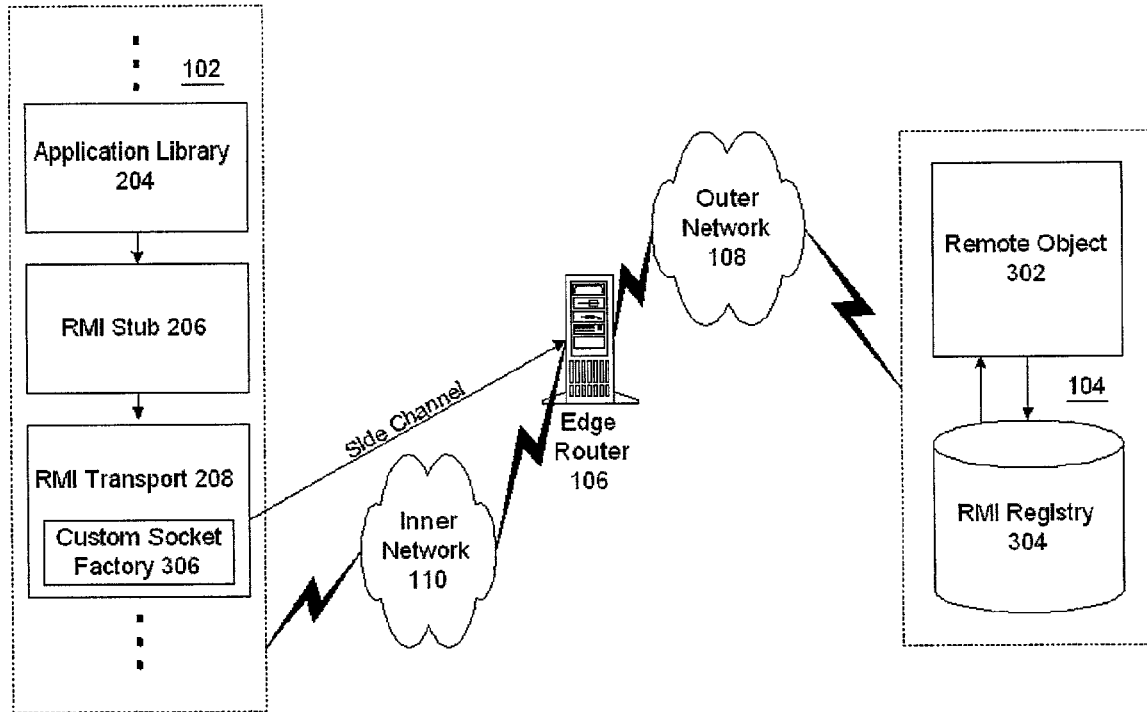 102
Application Library
204
RMI Stub 206
RMI Transport 208
Custom Socket
Factory 306
Side Channel
Inner
Network
110
Edge
Router
106
Outer
Network
108
Remote Object
302
104
RMI Registry
304